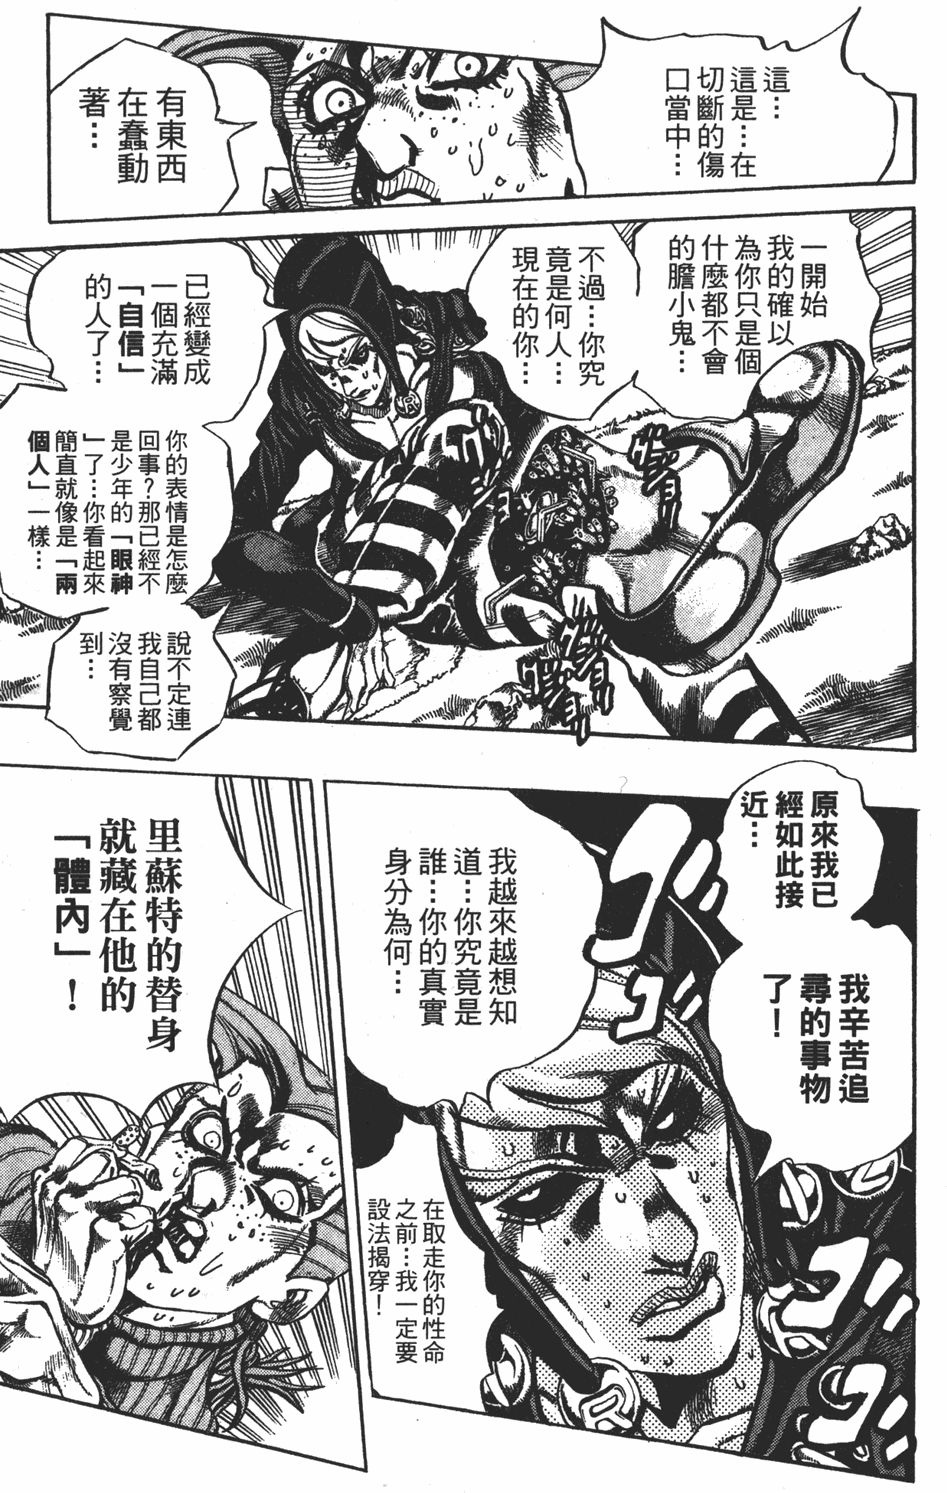 這…
這是…在
切斷的傷
口當中…
有東西
在蠢動
著…
一開始
我的確以
為你只是個
什麼都不會
的膽小鬼…
不過…你究
竟是何人…
現在的你…
已經變成
一個充滿
「自信」
的人了…
你的表情是怎麼
回事?那已經不
是少年的「眼神
」了…你看起來
簡直就像是「兩
個人」一樣…
說不定連
我自己都
沒有察覺
到…
原來我已
經如此接
近…
我辛苦追
尋的事物
了!
我越來越想知
道…你究竟是
誰…你的真實
身分為何…
在取走你的性命
之前…我一定要
設法揭穿!
ゴゴ
ゴゴ
R
里蘇特的替身
就藏在他的
「體內」!